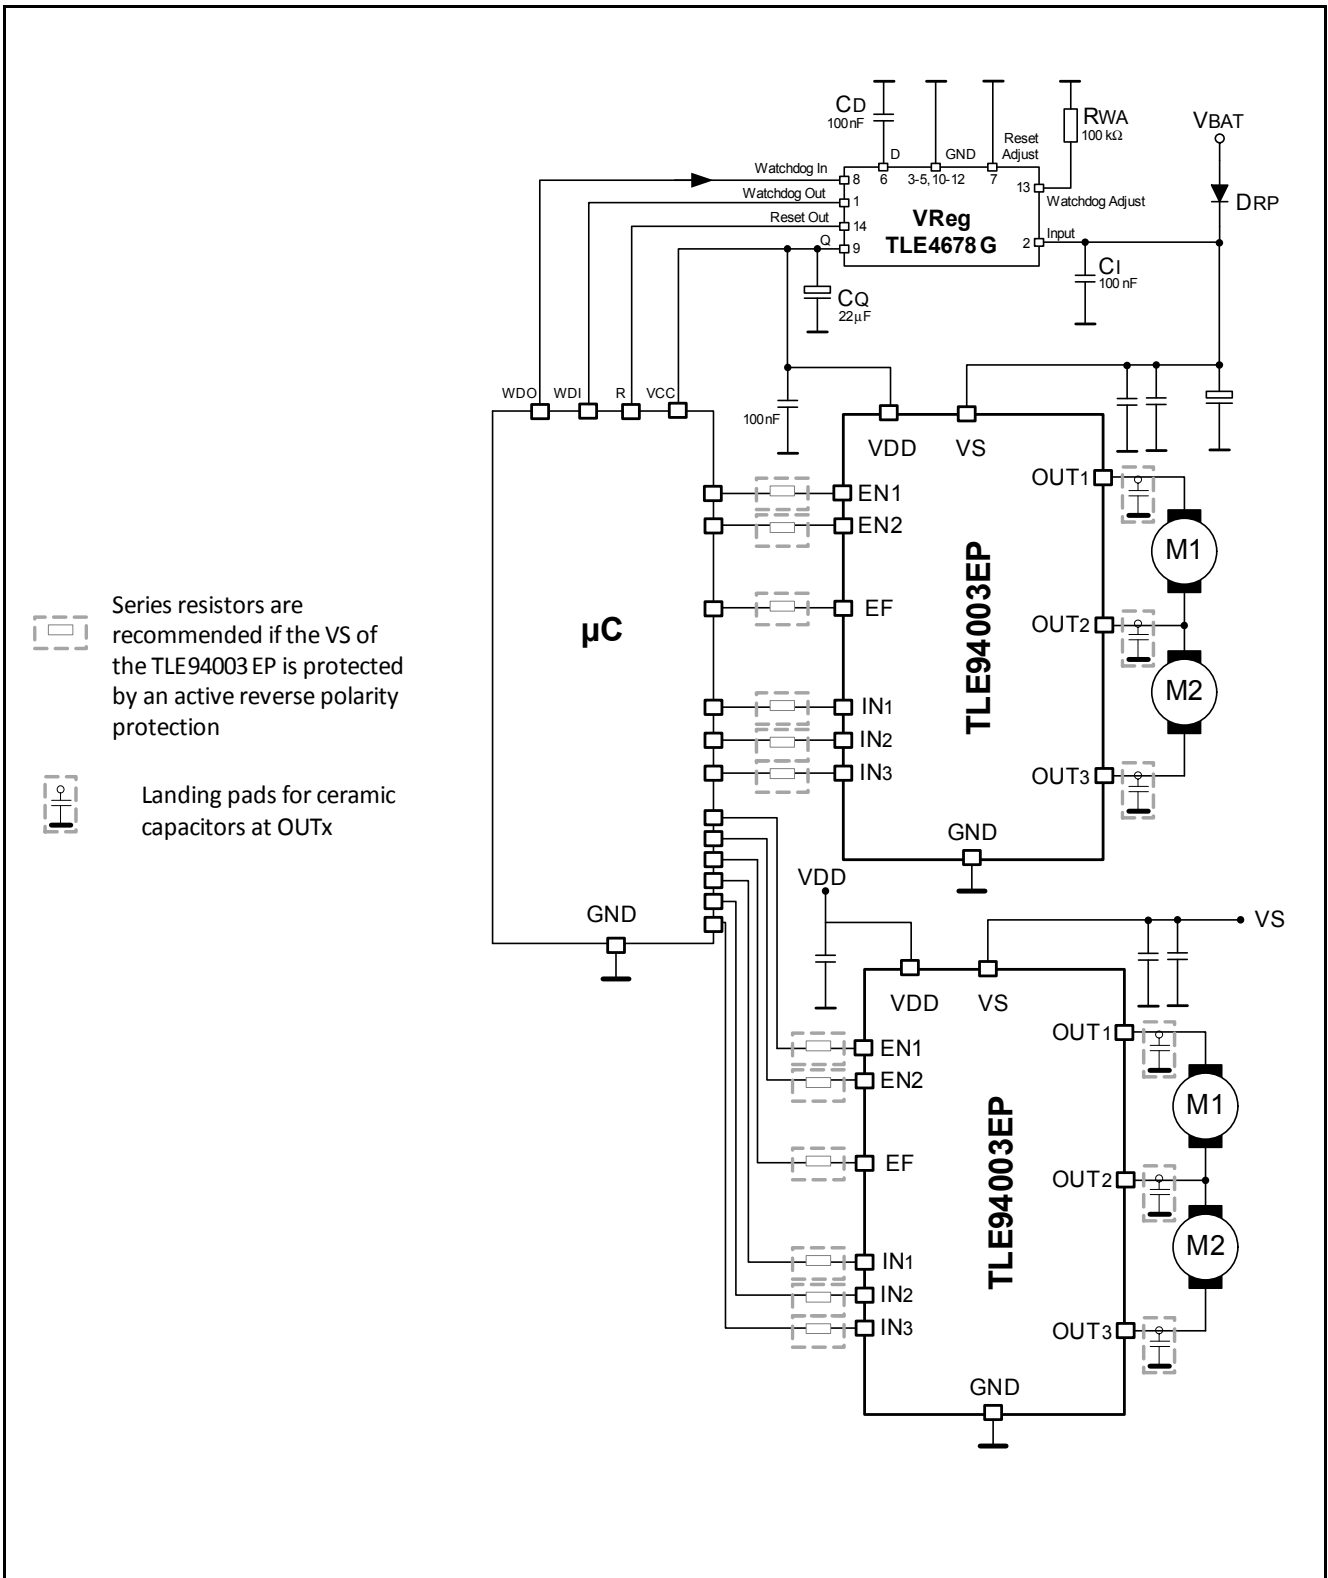 CD
100nF
RWA
100 kΩ
VBAT
D
GND
Reset
Adjust
Watchdog In
8
6
3-5, 10-12
7
13
DRP
Watchdog Out
1
Watchdog Adjust
Reset Out
14
VReg
TLE4678 G
Q
9
2
Input
CI
100 nF
CQ
22µF
WDO
WDI
R
VCC
100nF
VDD
VS
OUT1
EN1
EN2
M1
TLE94003EP
Series resistors are
recommended if the VS of
the TLE94003 EP is protected
by an active reverse polarity
protection
µC
EF
OUT2
M2
IN1
IN2
IN3
OUT3
Landing pads for ceramic
capacitors at OUTx
GND
VDD
GND
VS
VDD
VS
OUT1
EN1
EN2
M1
TLE94003EP
EF
OUT2
M2
IN1
IN2
IN3
OUT3
GND